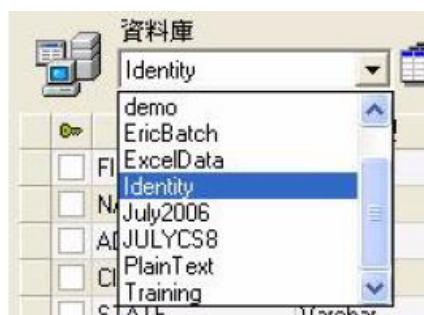 資料庫
Identity
demo
EricBatch
ExcelData
Identity
July2006
JULYCS8
PlainText
Training